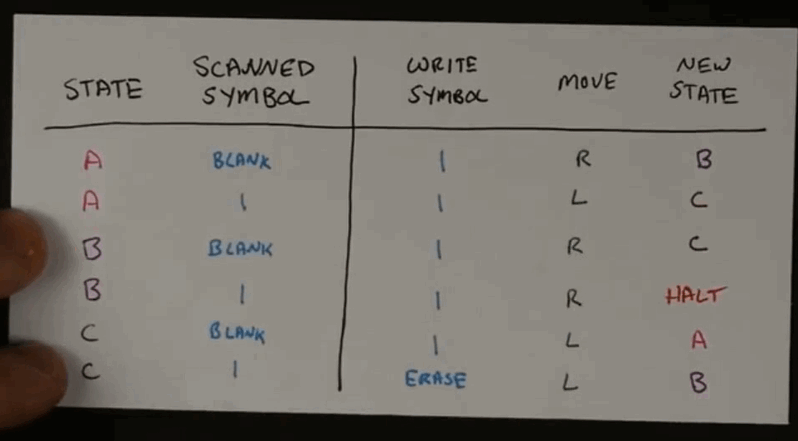 STATE SCANNED SYMBOL WRITE SYMBOL MOVE NEW STATE
A BLANK 1 R B
A 1 1 L C
B BLANK 1 R C
B 1 1 R HALT
C BLANK 1 L A
C 1 ERASE L B